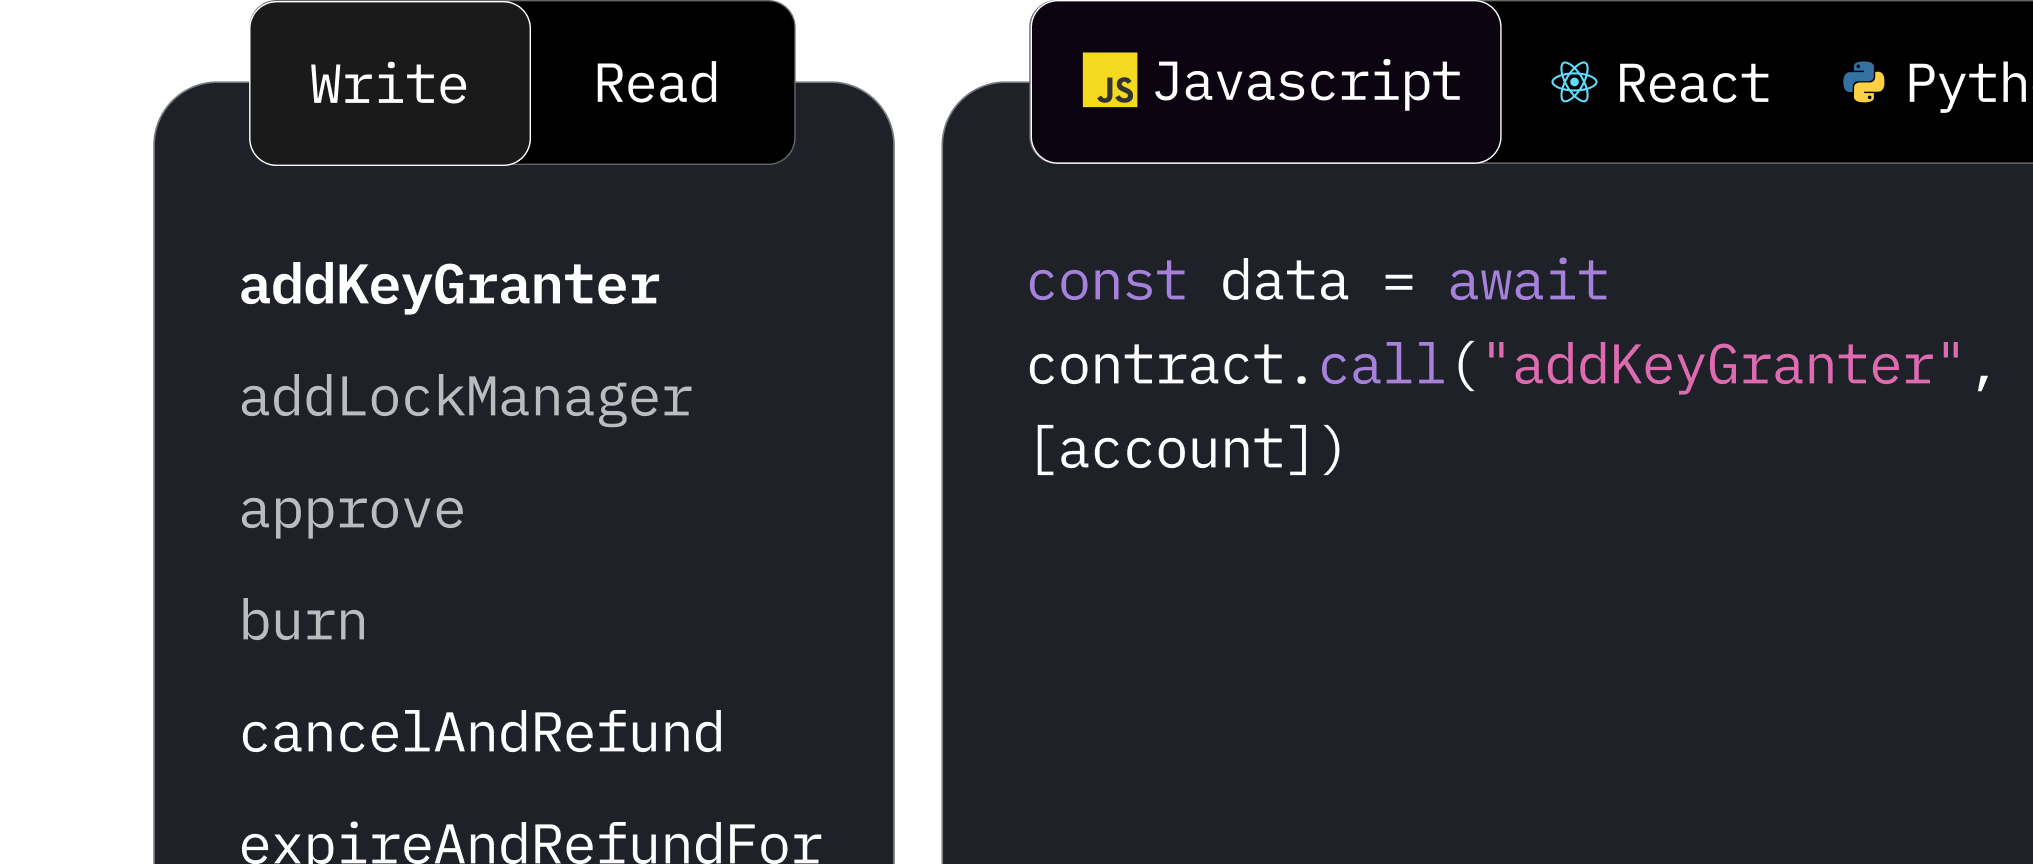 Write Read
addKeyGranter
addLockManager
approve
burn
cancelAndRefund
expireAndRefundFor
JS Javascript React Pyth
const data = await
contract.call("addKeyGranter",
[account])